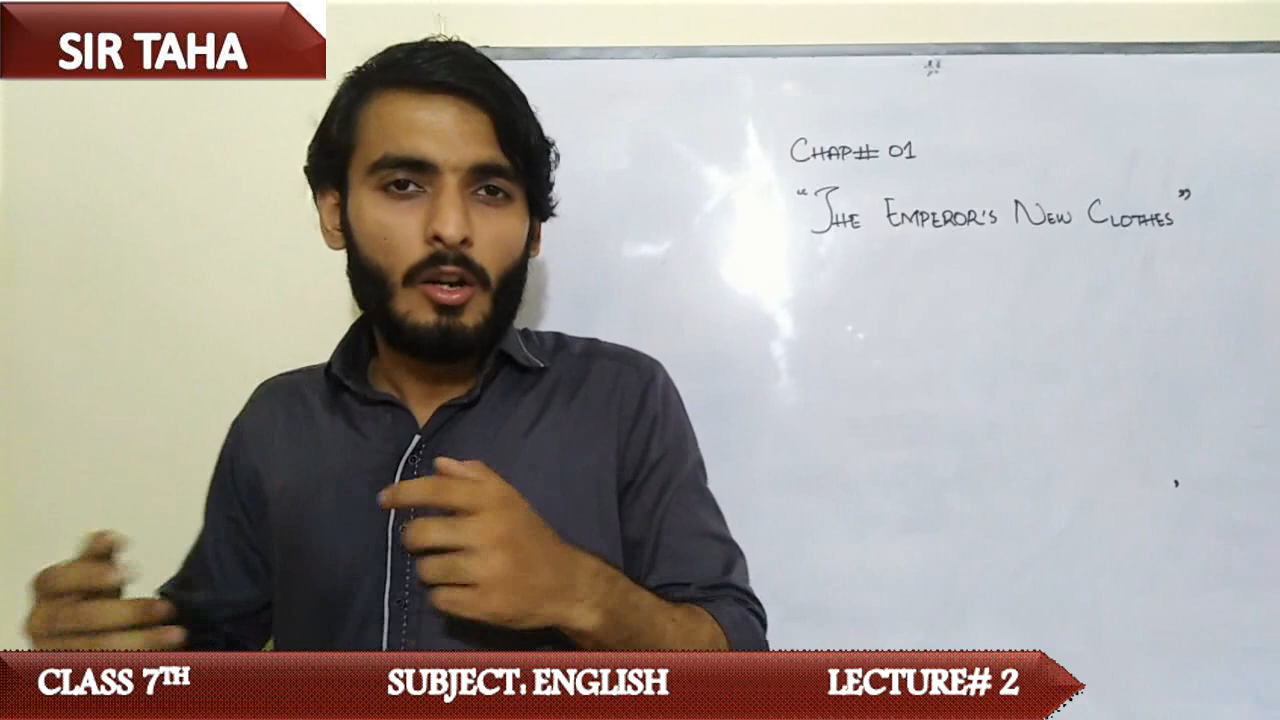 SIR TAHA
CHAP# 01
"THE EMPEROR'S NEW CLOTHES"
CLASS 7TH
SUBJECT: ENGLISH
LECTURE# 2